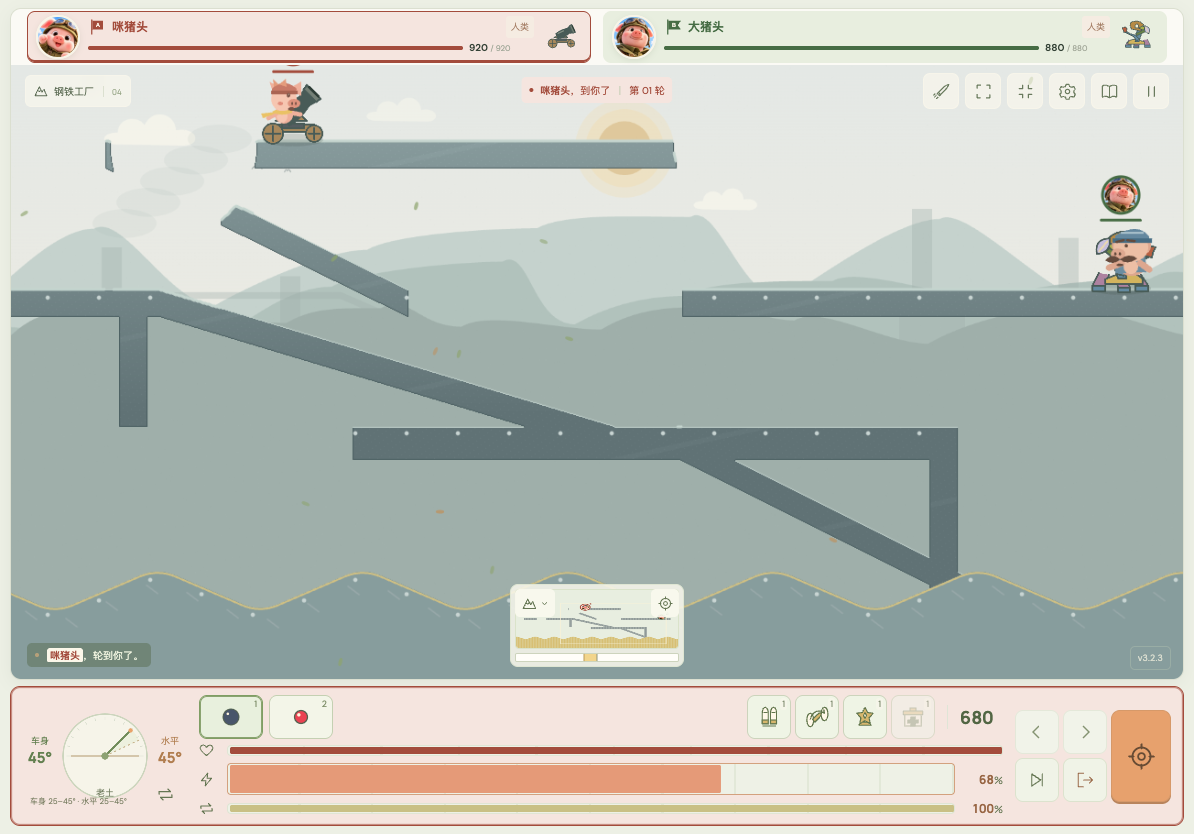 咪猪头
人类
920 / 920
大猪头
人类
880 / 880
钢铁工厂
04
咪猪头，到你了
第 01 轮
咪猪头，轮到你了。
v3.2.3
车身
45°
水平
45°
老土
车身 25–45° · 水平 25–45°
1
2
1
1
1
1
680
68%
100%